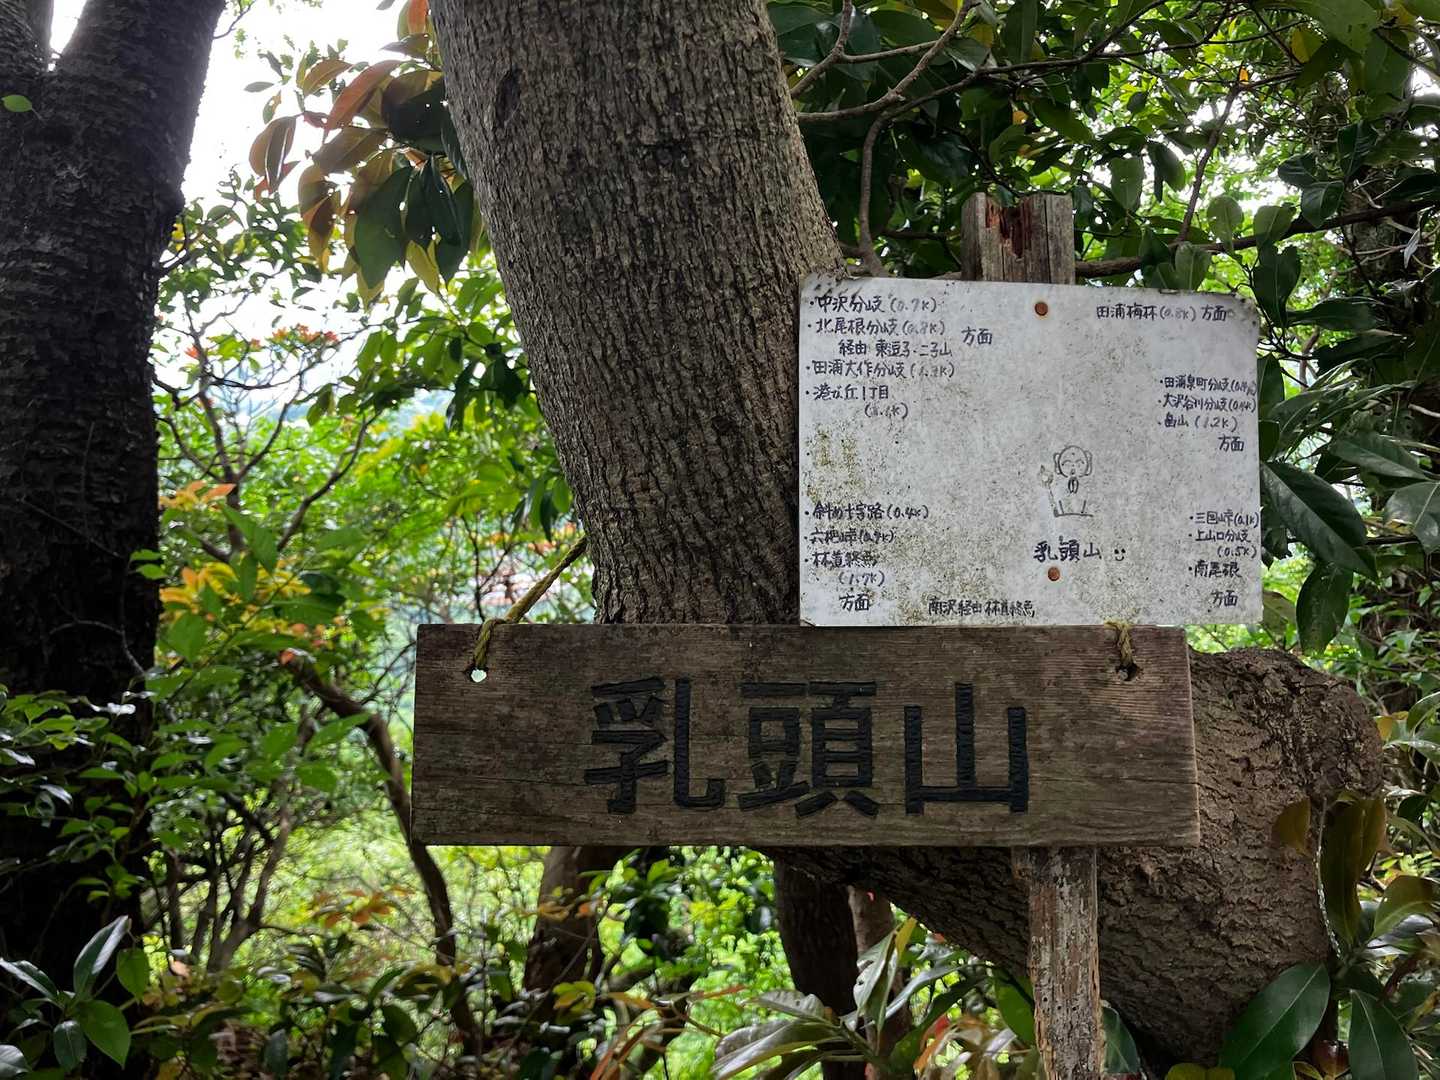 ・中沢分岐(0.7K)
・北尾根分岐(0.8K)
経由 東逗子・二子山
方面
・田浦大作分岐
・港が丘1丁目
田浦梅林(0.8K) 方面
・田浦泉町分岐
・大沢谷川分岐(0.4K)
・畠山(1.2K)
方面
・斜め十字路(0.4K)
・六把峠(0.9K)
・林道終点
(1.7K)
方面
乳頭山
・三国峠(0.1K)
・上山口分岐
(0.5K)
・南尾根
方面
南沢経由林道終点
乳頭山